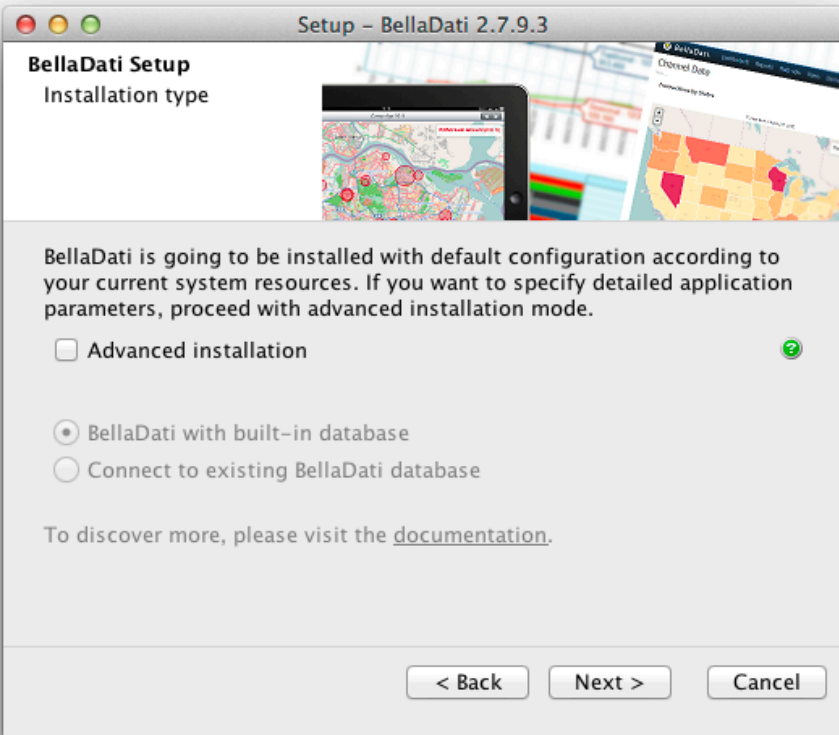 Setup – BellaDati 2.7.9.3
BellaDati Setup
Installation type
BellaDati
Channel Data
BellaDati is going to be installed with default configuration according to
your current system resources. If you want to specify detailed application
parameters, proceed with advanced installation mode.
Advanced installation
?
BellaDati with built-in database
Connect to existing BellaDati database
To discover more, please visit the documentation.
< Back
Next >
Cancel